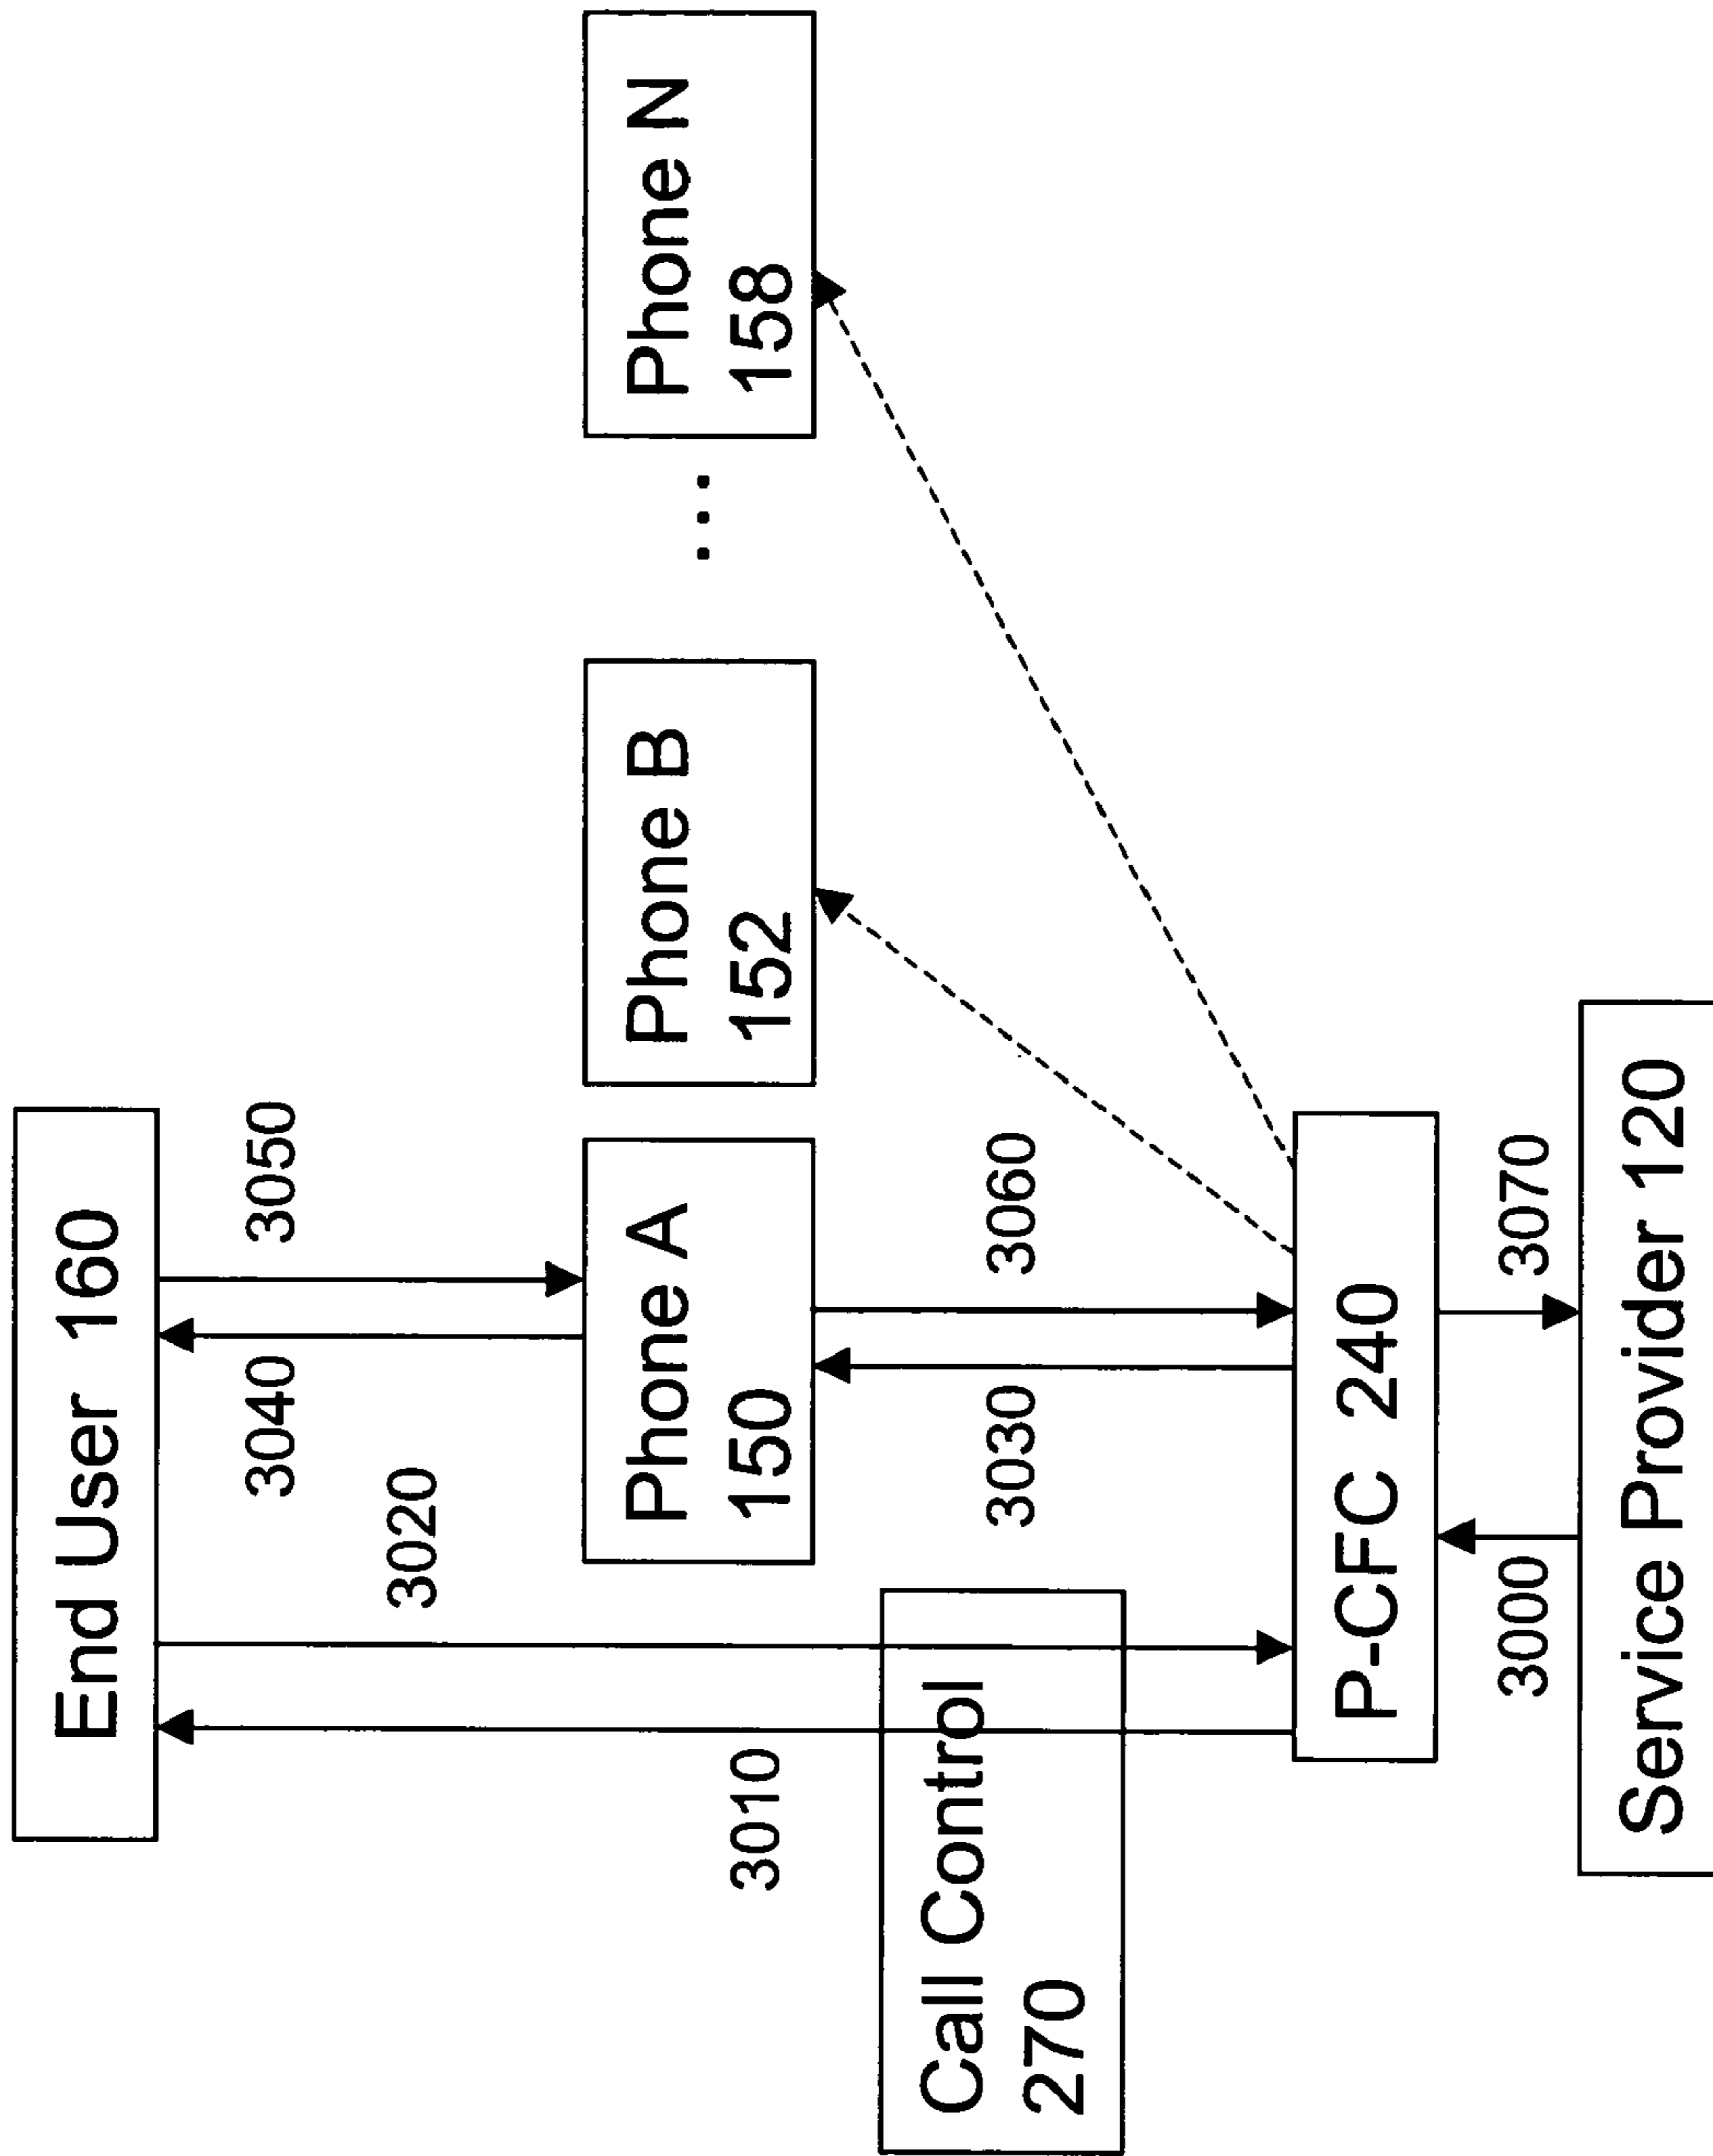 End User 160
3040
3050
3020
Phone A
150
Phone B
152
...
Phone N
158
3010
Call Control
270
3030
3060
P-CFC 240
3000
3070
Service Provider 120